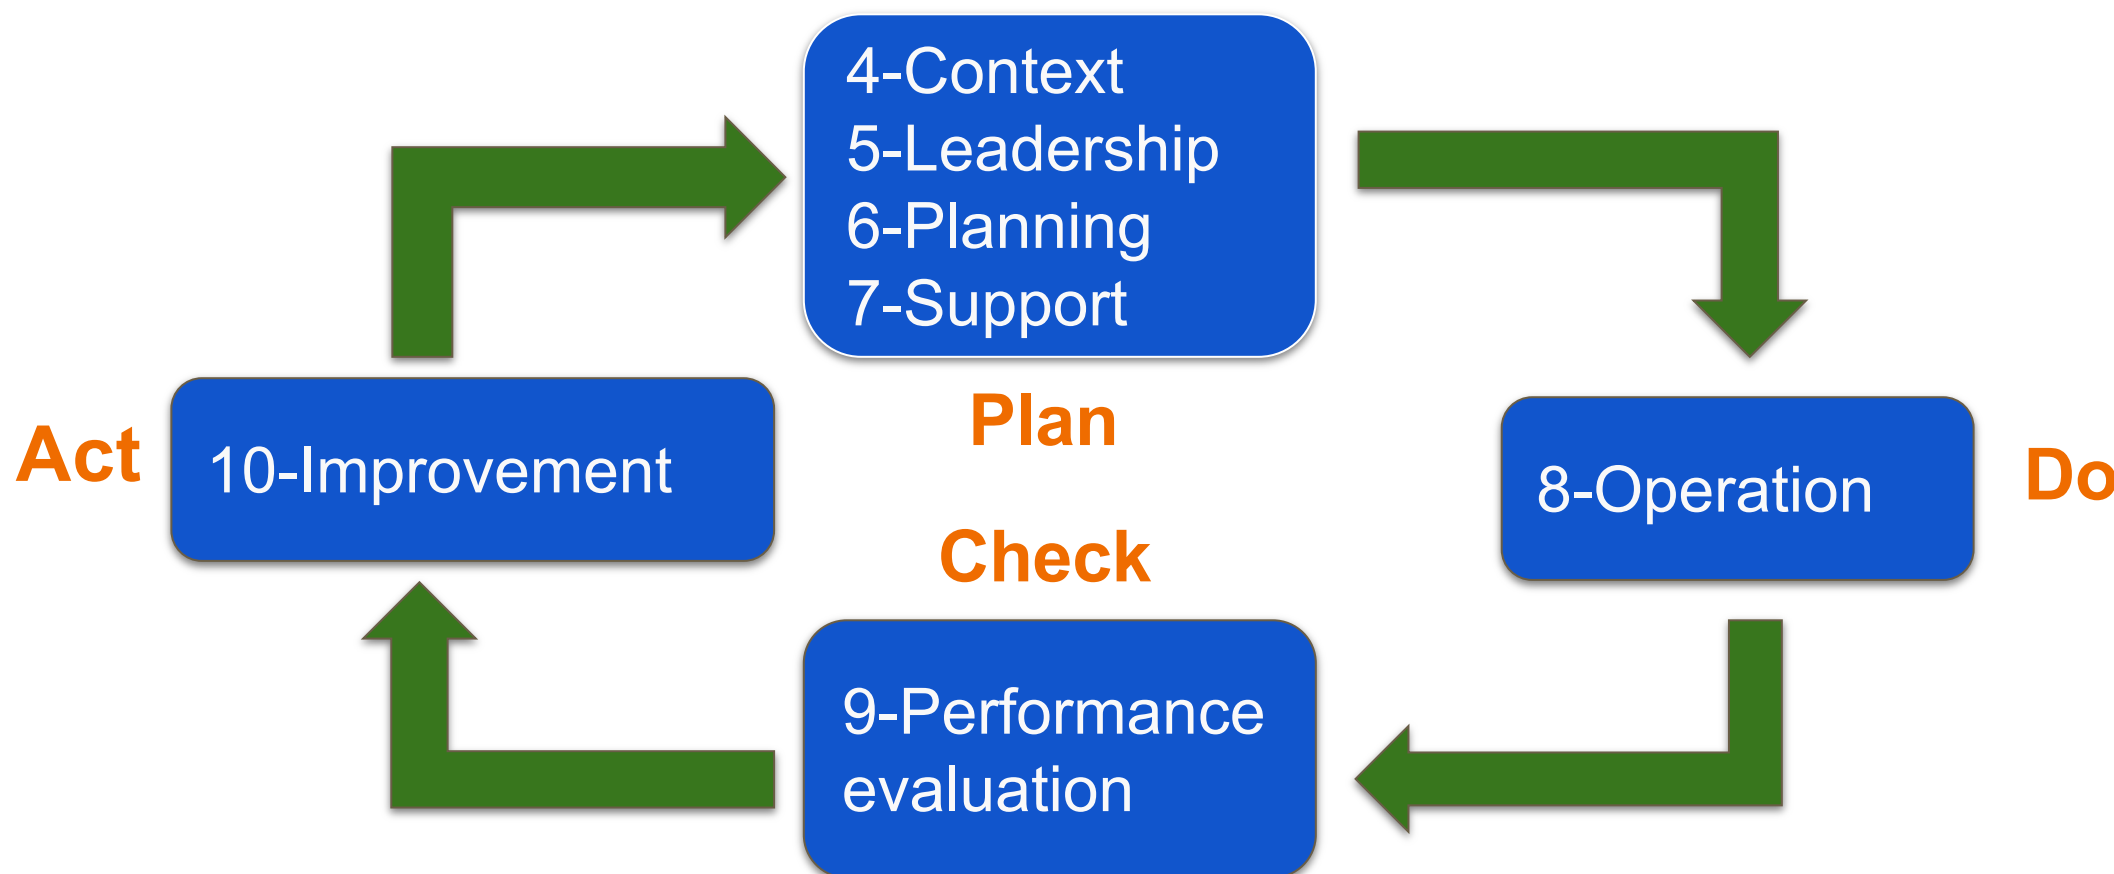 4-Context
5-Leadership
6-Planning
7-Support
Plan
Act
10-Improvement
8-Operation
Do
Check
9-Performance
evaluation